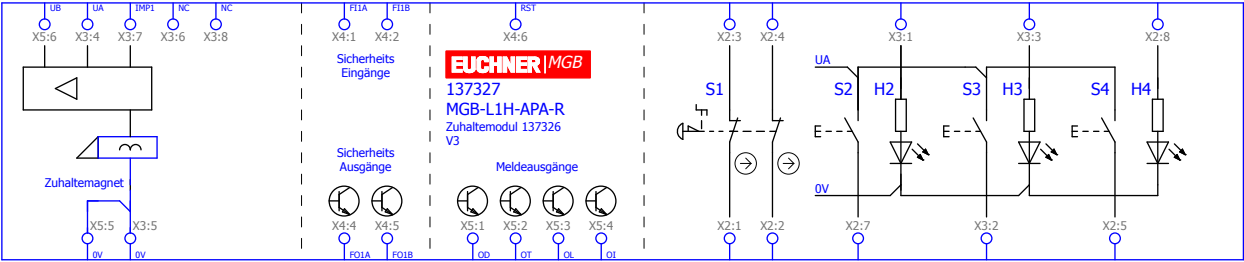 UB UA IMP1 NC NC FI1A FI1B RST
X5:6 X3:4 X3:7 X3:6 X3:8 X4:1 X4:2 X4:6 X2:3 X2:4 X3:1 X3:3 X2:8
Sicherheits
Eingänge
EUCHNER MGB
137327
MGB-L1H-APA-R
Zuhaltemodul 137326
V3
UA
S1 S2 H2 S3 H3 S4 H4
Sicherheits
Ausgänge
Meldeausgänge
Zuhaltemagnet
0V
X5:5 X3:5 X4:4 X4:5 X5:1 X5:2 X5:3 X5:4 X2:1 X2:2 X2:7 X3:2 X2:5
0V 0V FO1A FO1B OD OT OL OI